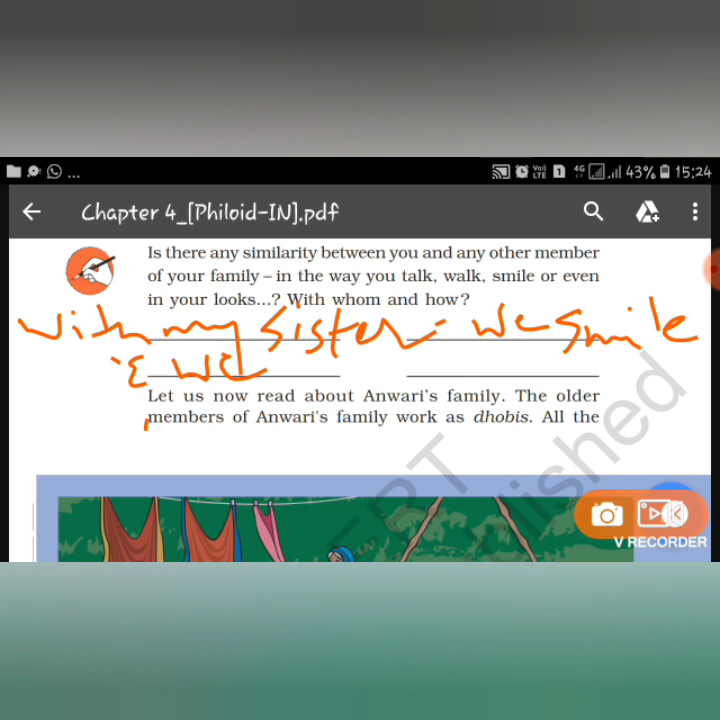 ... 1 43% 15:24
Chapter 4_[Philoid-IN].pdf
Is there any similarity between you and any other member
of your family – in the way you talk, walk, smile or even
in your looks...? With whom and how?
with my sister - we smile
& we
Let us now read about Anwari's family. The older
members of Anwari's family work as dhobis. All the
V RECORDER